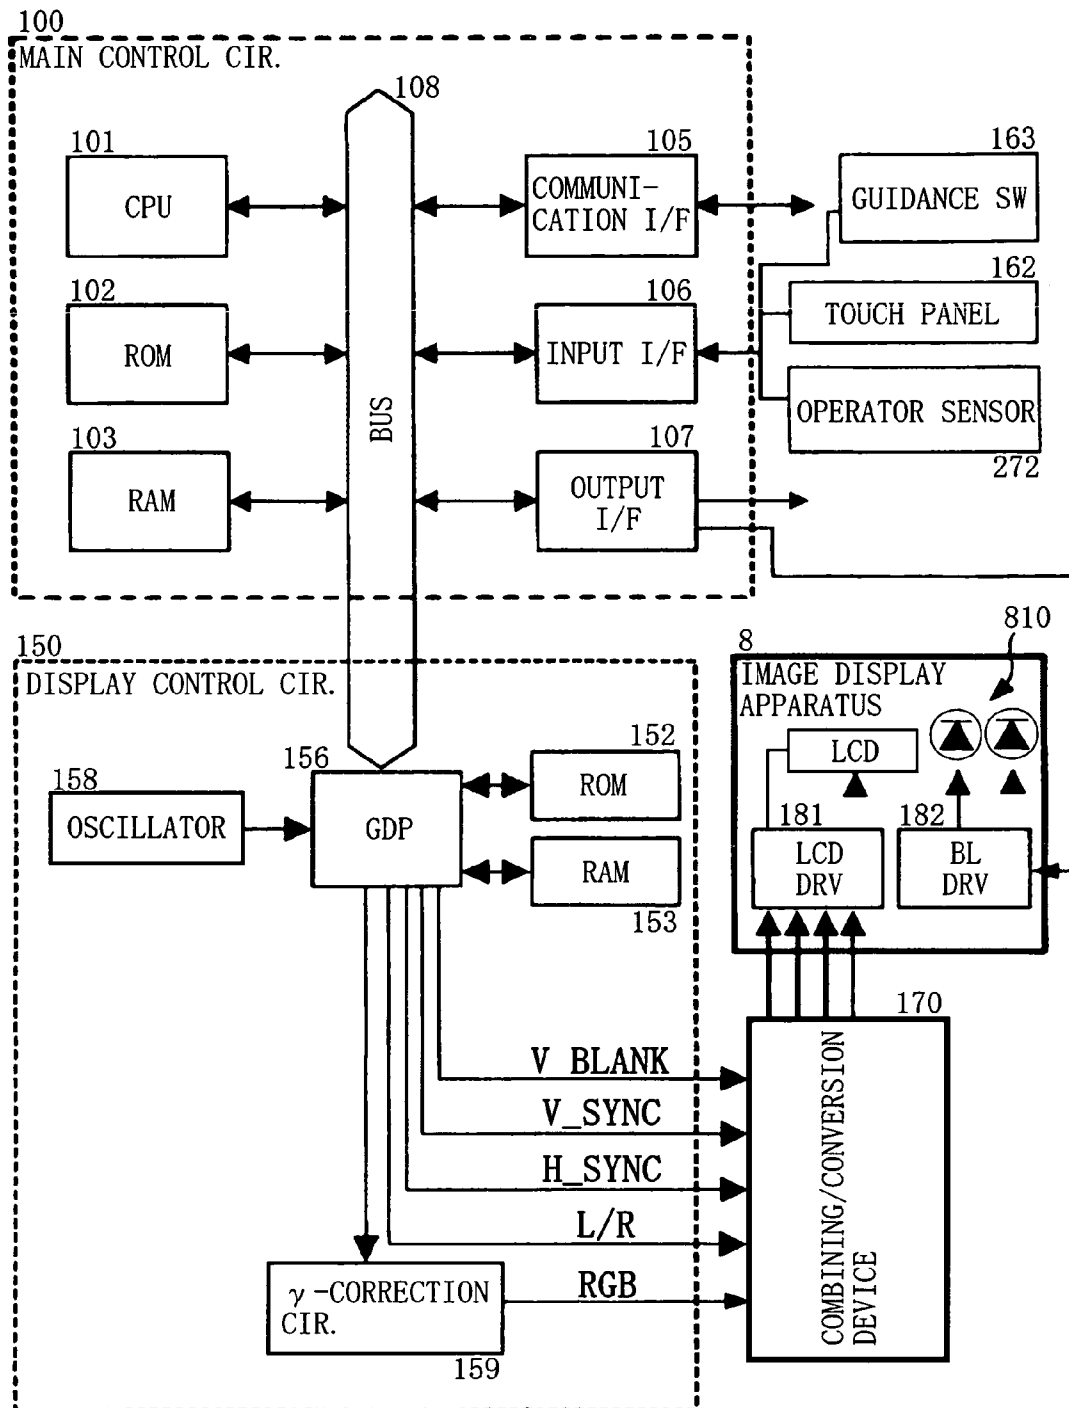 100
MAIN CONTROL CIR.
108
101
CPU
105
COMMUNI-
CATION I/F
163
GUIDANCE SW
102
ROM
106
INPUT I/F
162
TOUCH PANEL
BUS
OPERATOR SENSOR
272
103
RAM
107
OUTPUT
I/F
150
DISPLAY CONTROL CIR.
8
810
IMAGE DISPLAY
APPARATUS
LCD
158
OSCILLATOR
156
GDP
152
ROM
RAM
153
181
LCD
DRV
182
BL
DRV
170
COMBINING/CONVERSION
DEVICE
V_BLANK
V_SYNC
H_SYNC
L/R
RGB
γ-CORRECTION
CIR.
159